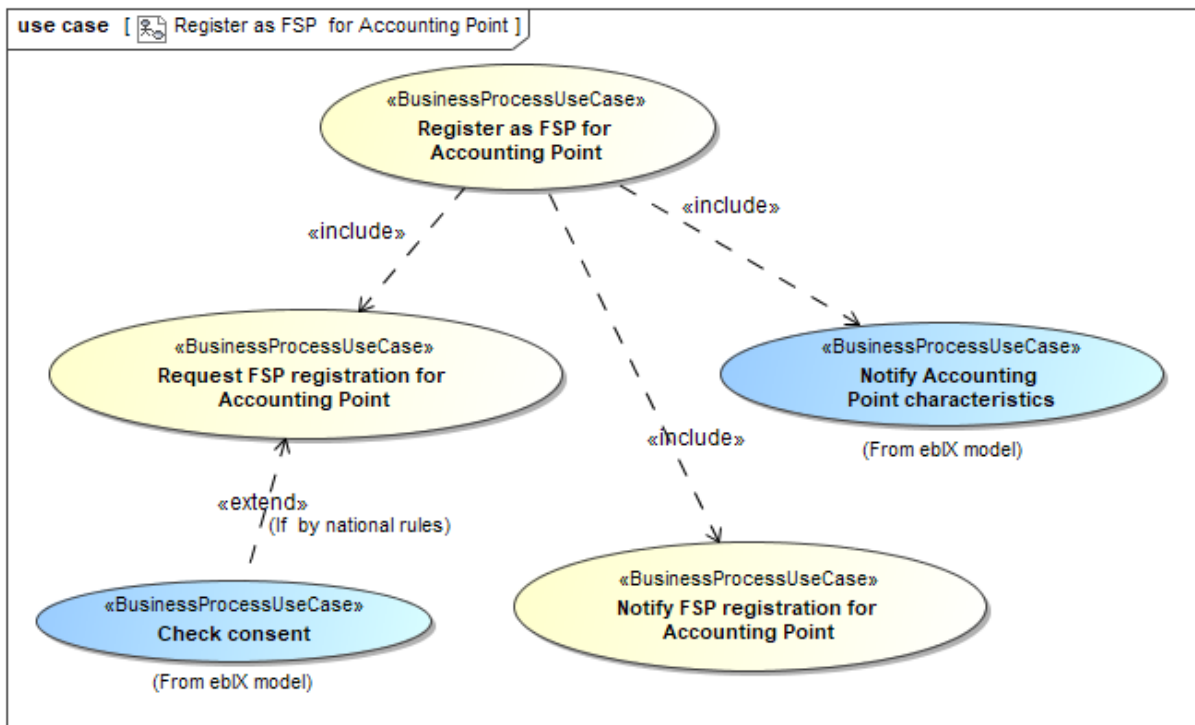 use case [ Register as FSP for Accounting Point ]
«BusinessProcessUseCase»
Register as FSP for
Accounting Point
«include»
«include»
«BusinessProcessUseCase»
Request FSP registration for
Accounting Point
«BusinessProcessUseCase»
Notify Accounting
Point characteristics
(From ebIX model)
«include»
«extend»
(If by national rules)
«BusinessProcessUseCase»
Check consent
(From ebIX model)
«BusinessProcessUseCase»
Notify FSP registration for
Accounting Point